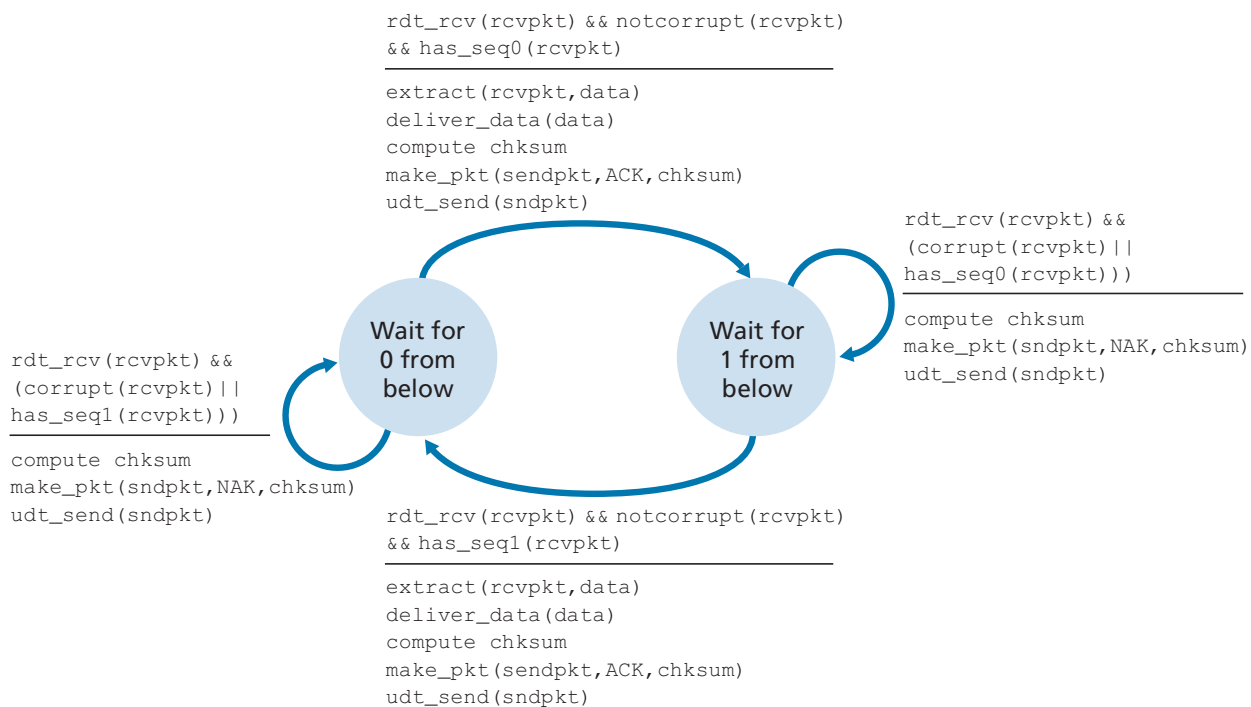 rdt_rcv(rcvpkt) && notcorrupt(rcvpkt)
&& has_seq0(rcvpkt)
extract(rcvpkt,data)
deliver_data(data)
compute chksum
make_pkt(sendpkt,ACK,chksum)
udt_send(sndpkt)
rdt_rcv(rcvpkt) &&
(corrupt(rcvpkt)||
has_seq0(rcvpkt)))
compute chksum
make_pkt(sndpkt,NAK,chksum)
udt_send(sndpkt)
Wait for
0 from
below
Wait for
1 from
below
rdt_rcv(rcvpkt) &&
(corrupt(rcvpkt)||
has_seq1(rcvpkt)))
compute chksum
make_pkt(sndpkt,NAK,chksum)
udt_send(sndpkt)
rdt_rcv(rcvpkt) && notcorrupt(rcvpkt)
&& has_seq1(rcvpkt)
extract(rcvpkt,data)
deliver_data(data)
compute chksum
make_pkt(sendpkt,ACK,chksum)
udt_send(sndpkt)